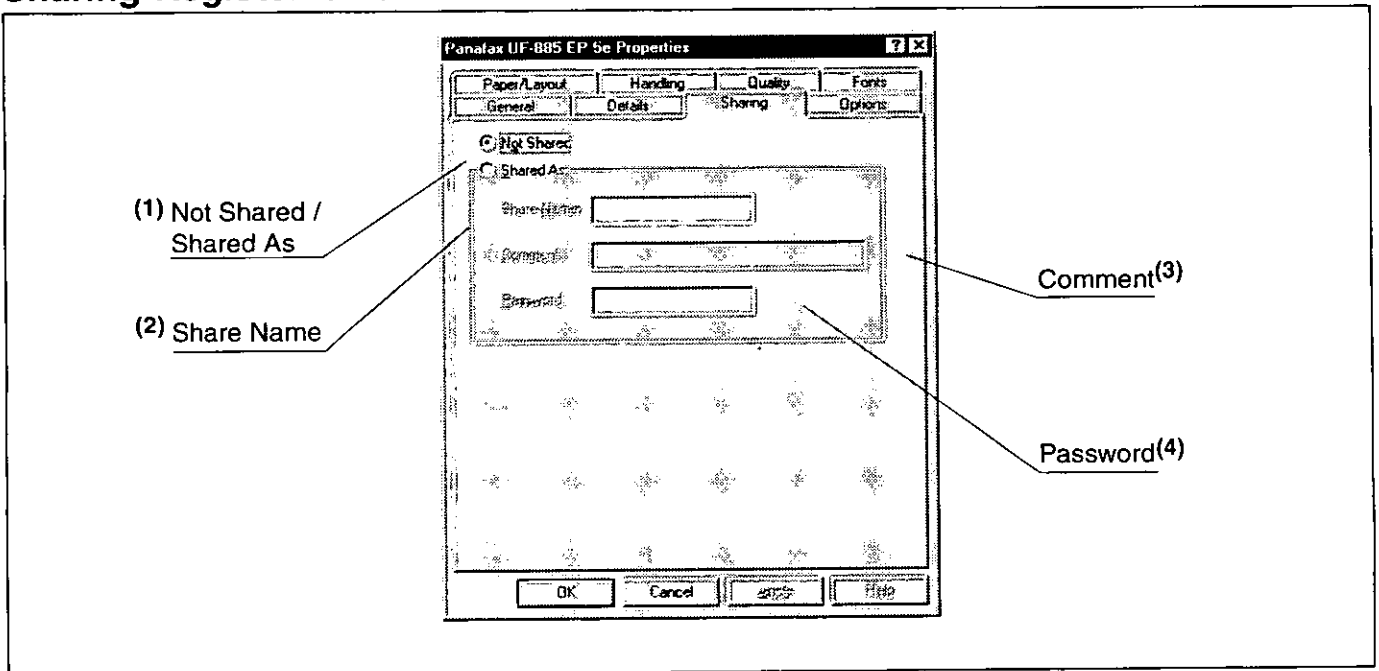 Panafax UF-885 EP 5e Properties
Paper/Layout Handling Quality Fonts
General Details Sharing Options
Not Shared
Shared As:
(1) Not Shared /
Shared As
Share Name
Comment
Comment(3)
(2) Share Name
Password
Password(4)
OK Cancel Help